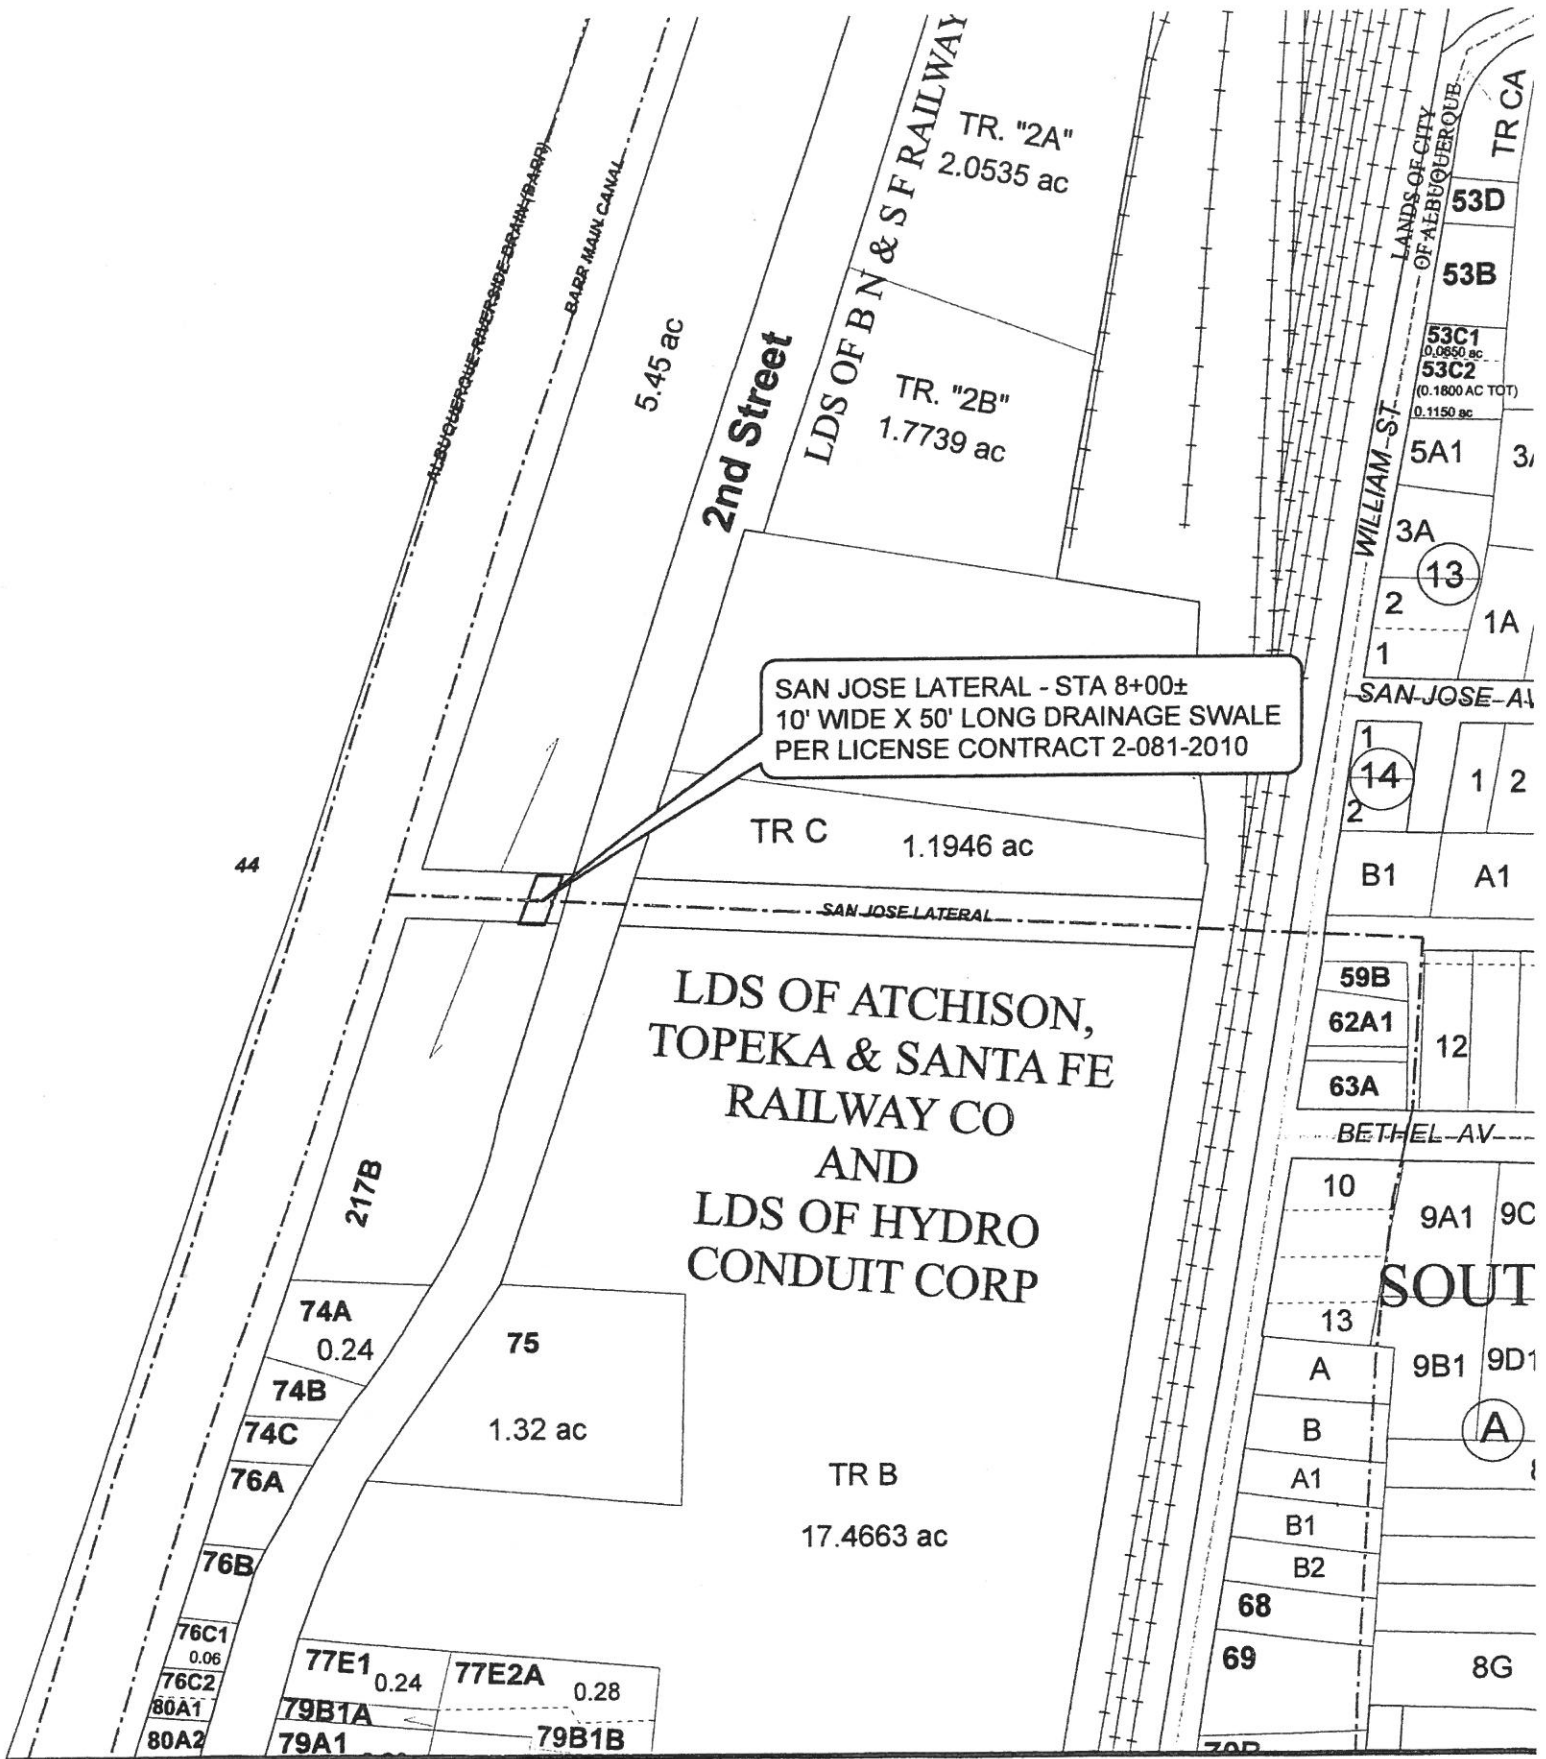 ALBUQUERQUE RIVERSIDE DRAIN (BARR)
BARR MAIN CANAL
5.45 ac
2nd Street
LDS OF B N & S F RAILWAY
TR. "2A"
2.0535 ac
TR. "2B"
1.7739 ac
LANDS OF CITY
OF ALBUQUERQUE
TR CA
53D
53B
53C1
0.0650 ac
53C2
(0.1800 AC TOT)
0.1150 ac
5A1
WILLIAM ST
3A
13
2
1A
1
SAN JOSE LATERAL - STA 8+00±
10' WIDE X 50' LONG DRAINAGE SWALE
PER LICENSE CONTRACT 2-081-2010
SAN JOSE AV
1
14
2
1
2
TR C
1.1946 ac
44
B1
A1
SAN JOSE LATERAL
LDS OF ATCHISON,
TOPEKA & SANTA FE
RAILWAY CO
AND
LDS OF HYDRO
CONDUIT CORP
59B
62A1
12
63A
BETHEL AV
217B
10
9A1
9C
SOUT
74A
0.24
75
13
74B
A
9B1
9D1
74C
1.32 ac
B
A
76A
TR B
A1
17.4663 ac
B1
76B
B2
68
76C1
0.06
77E1
0.24
77E2A
0.28
69
8G
76C2
80A1
79B1A
80A2
79A1
79B1B